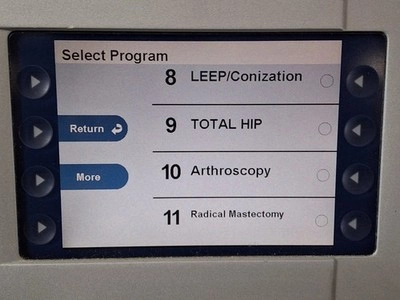 Select Program
8 LEEP/Conization
Return
9 TOTAL HIP
More
10 Arthroscopy
11 Radical Mastectomy